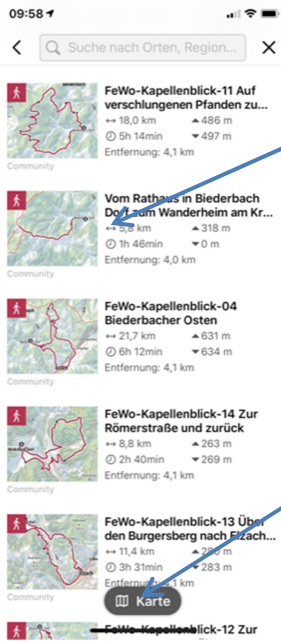 09:58
Suche nach Orten, Region...
FeWo-Kapellenblick-11 Auf
verschlungenen Pfanden zu...
18,0 km 486 m
5h 14min 497 m
Entfernung: 4,1 km
Community
Vom Rathaus in Biederbach
Dorf zum Wanderheim am Kr...
5,8 km 318 m
1h 46min 0 m
Entfernung: 4,0 km
Community
FeWo-Kapellenblick-04
Biederbacher Osten
21,7 km 631 m
6h 12min 634 m
Entfernung: 4,1 km
Community
FeWo-Kapellenblick-14 Zur
Römerstraße und zurück
8,8 km 263 m
2h 40min 269 m
Entfernung: 4,1 km
Community
FeWo-Kapellenblick-13 Über
den Burgersberg nach Elzach...
11,4 km m
3h 31min 283 m
Entfernung: 4,1 km
Community
Karte
FeWo-Kapellenblick-12 Zur